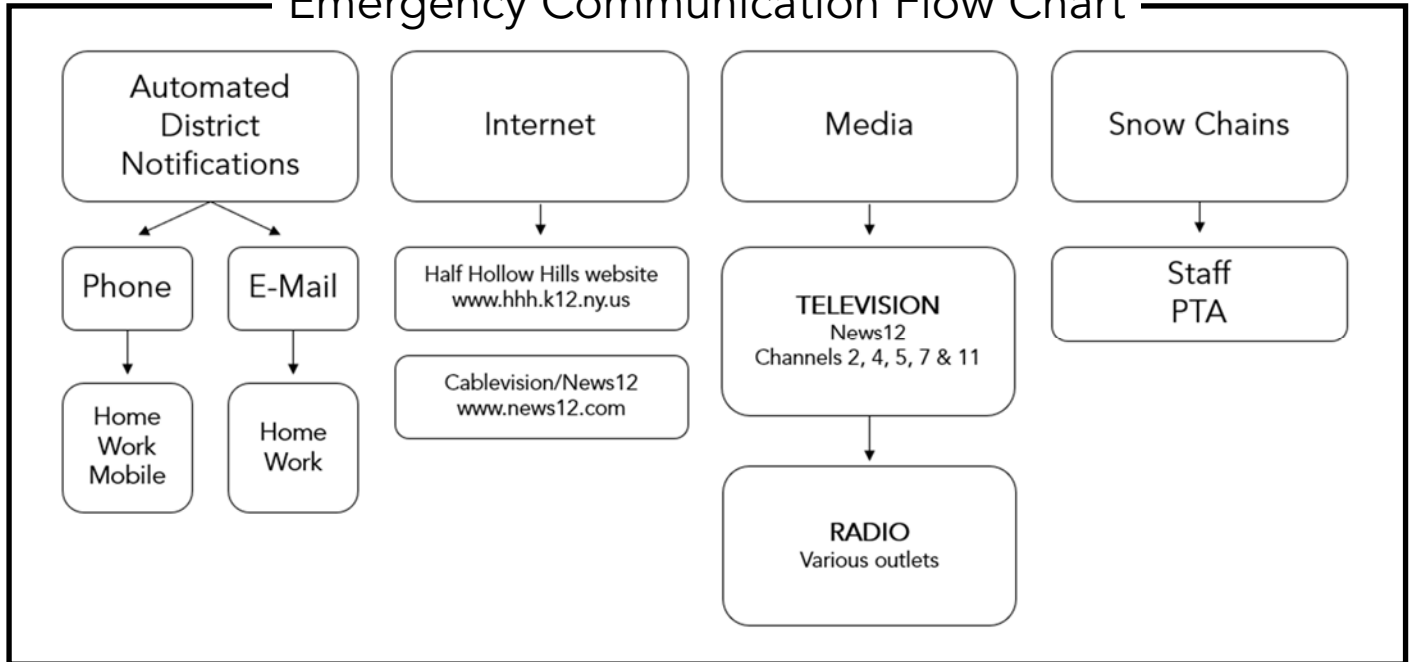 Emergency Communication Flow Chart
Automated
District
Notifications
Internet
Media
Snow Chains
Phone
E-Mail
Half Hollow Hills website
www.hhh.k12.ny.us
TELEVISION
News12
Channels 2, 4, 5, 7 & 11
Staff
PTA
Cablevision/News12
www.news12.com
Home
Work
Mobile
Home
Work
RADIO
Various outlets